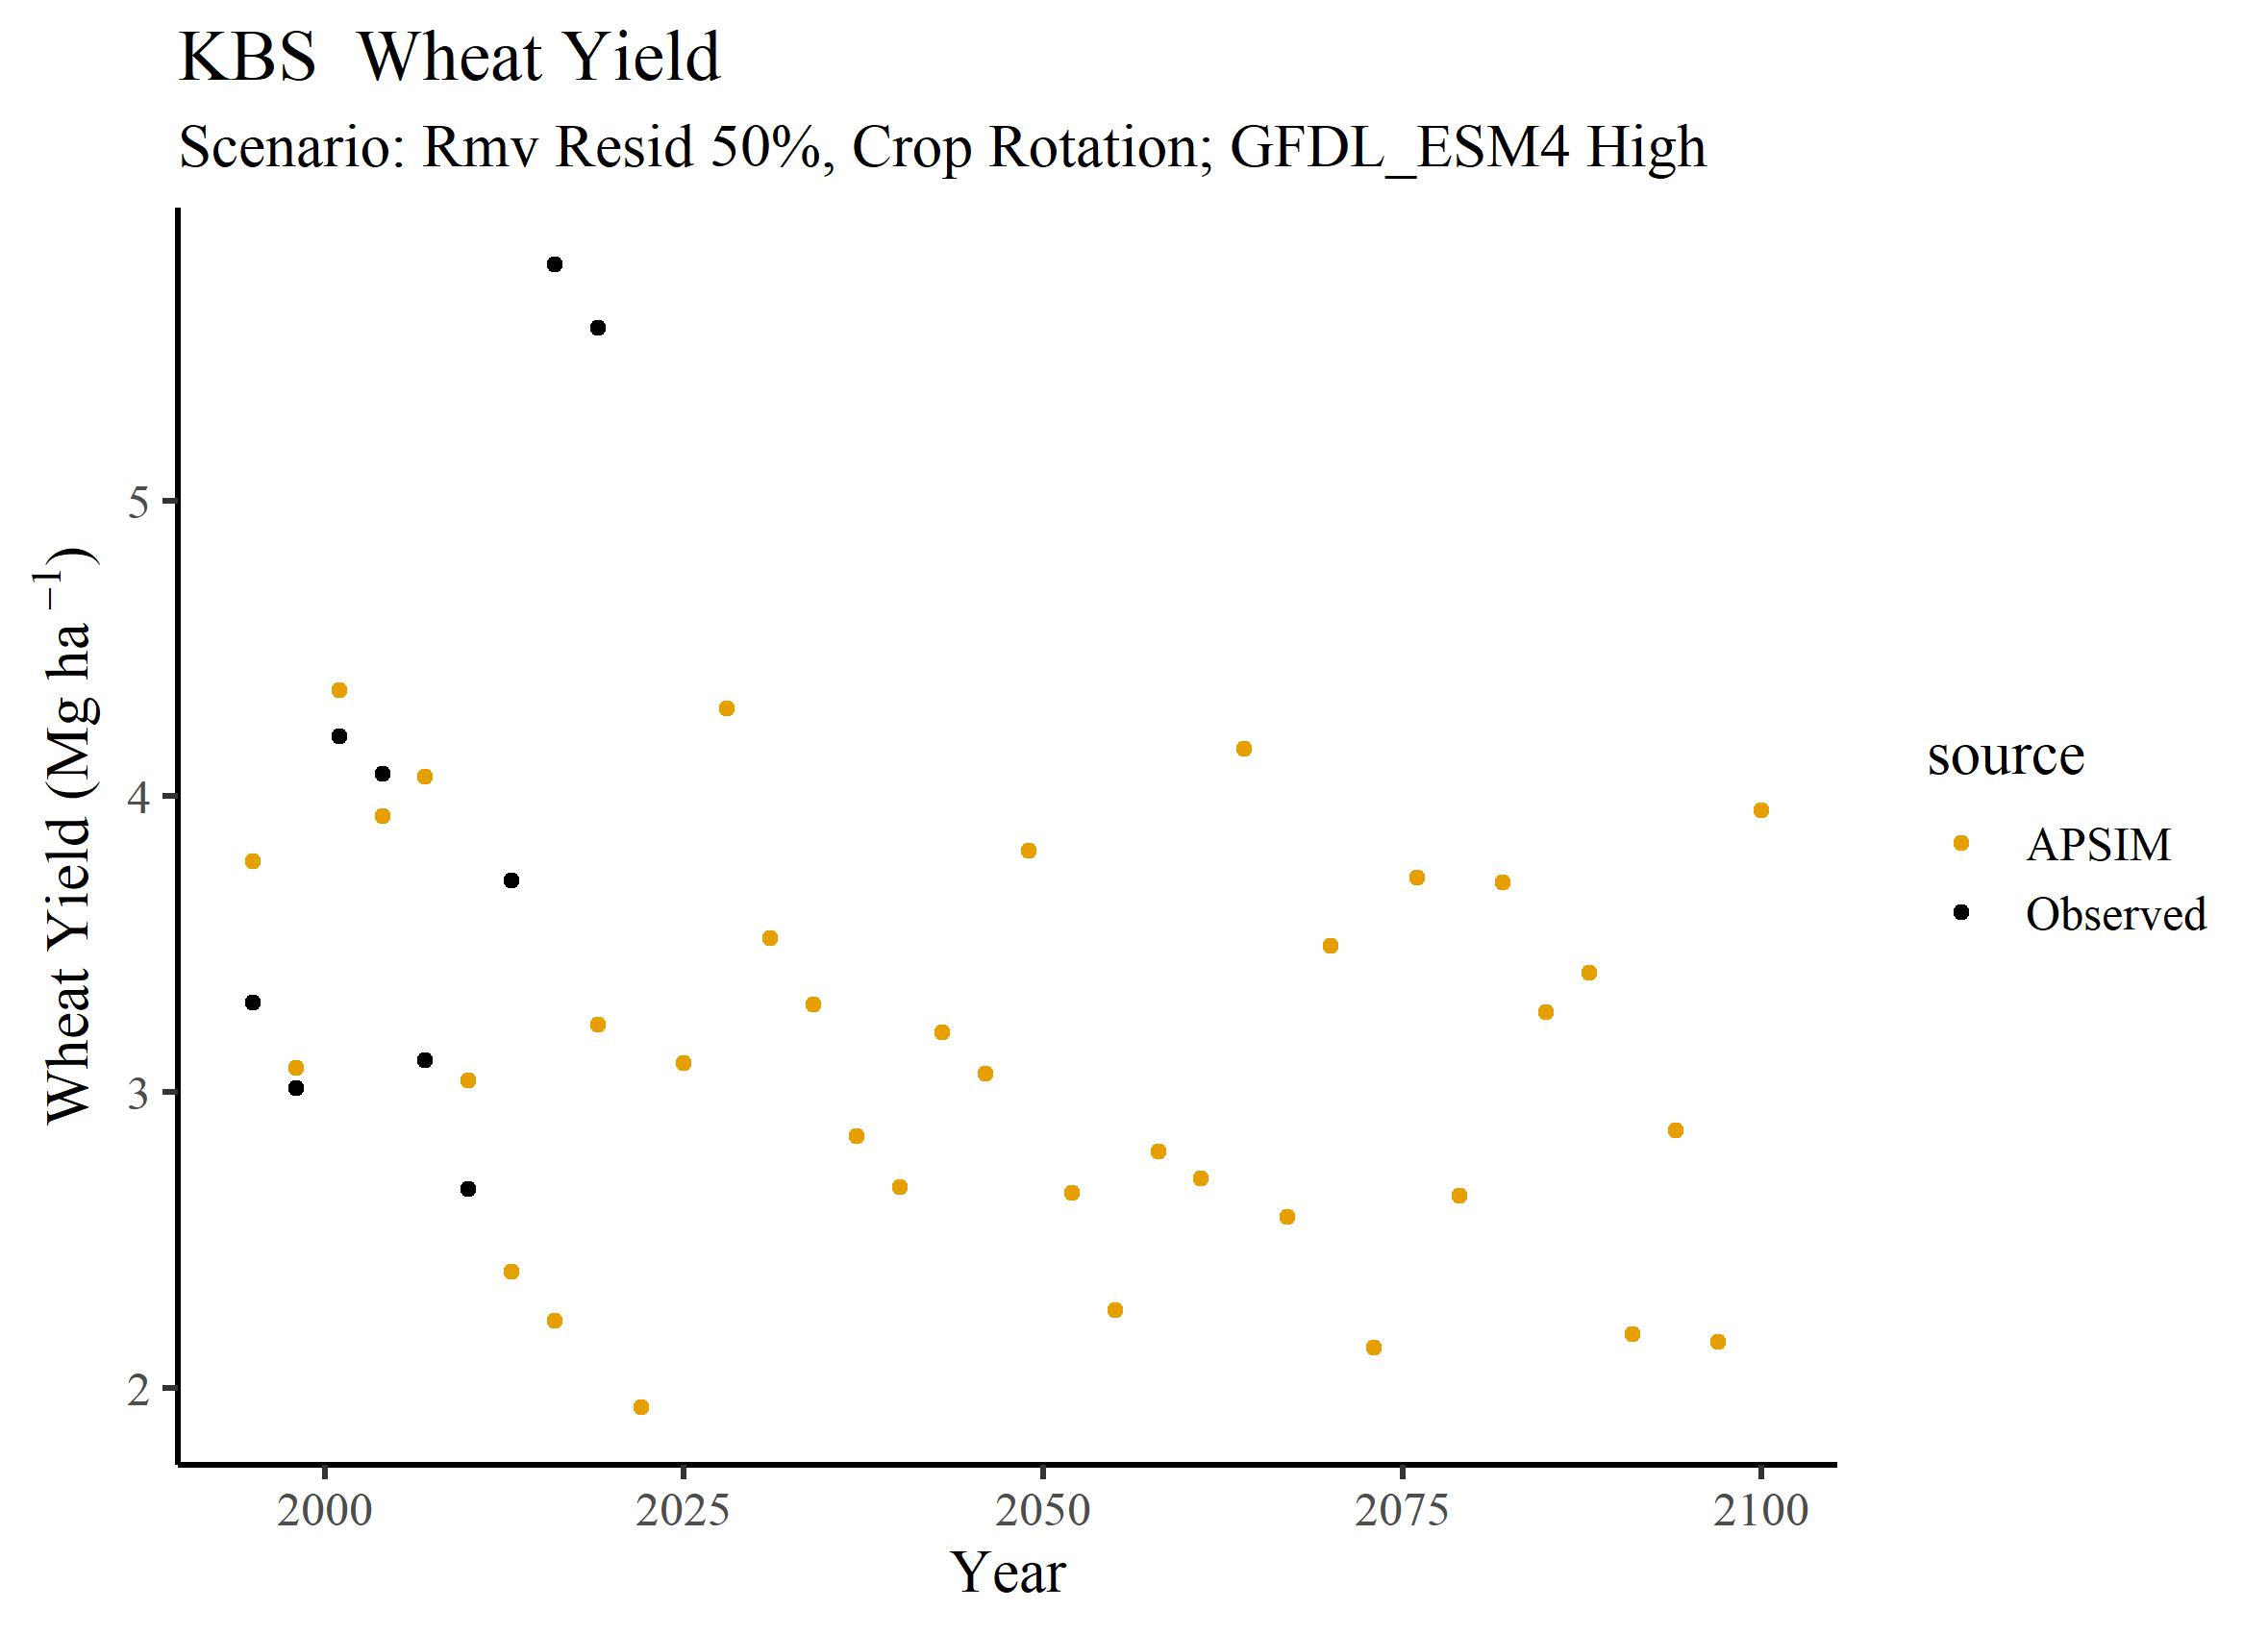 KBS  Wheat Yield
Scenario: Rmv Resid 50%, Crop Rotation; GFDL_ESM4 High
Wheat Yield (Mg ha⁻¹)
5
4
3
2
2000 2025 2050 2075 2100
Year
source
APSIM
Observed